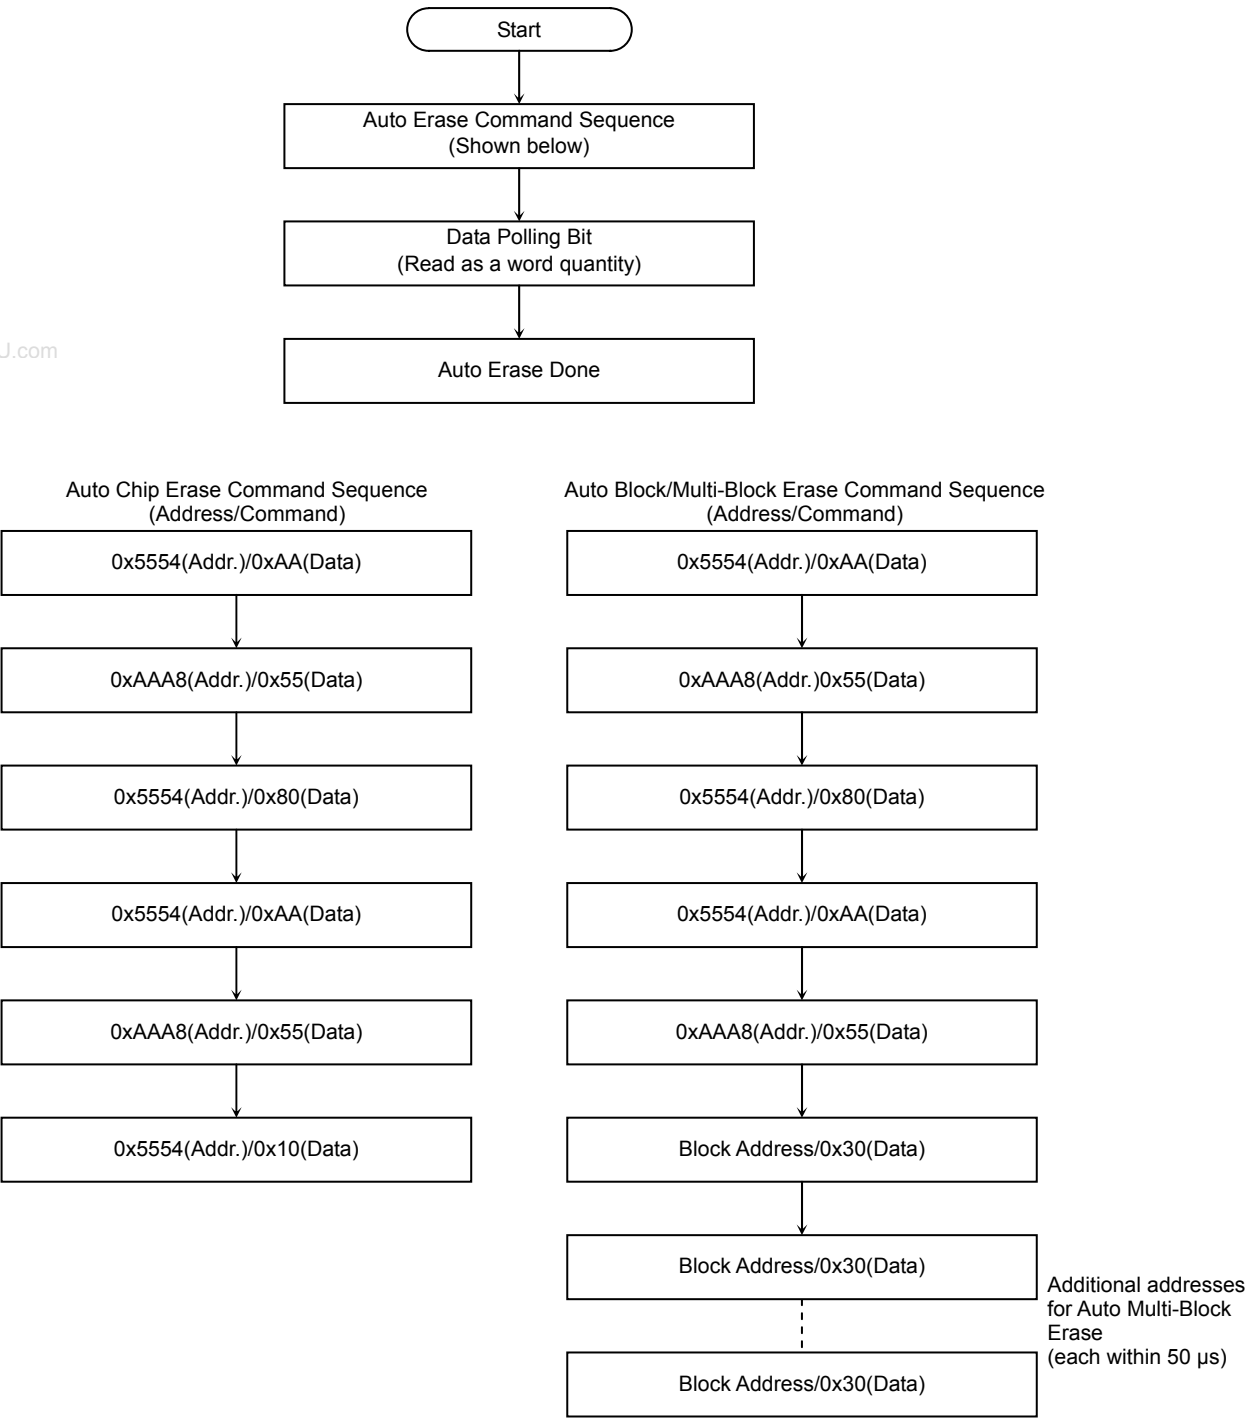 Start
Auto Erase Command Sequence
(Shown below)
Data Polling Bit
(Read as a word quantity)
J.com
Auto Erase Done
Auto Chip Erase Command Sequence
(Address/Command)
0x5554(Addr.)/0xAA(Data)
0xAAA8(Addr.)/0x55(Data)
0x5554(Addr.)/0x80(Data)
0x5554(Addr.)/0xAA(Data)
0xAAA8(Addr.)/0x55(Data)
0x5554(Addr.)/0x10(Data)
Auto Block/Multi-Block Erase Command Sequence
(Address/Command)
0x5554(Addr.)/0xAA(Data)
0xAAA8(Addr.)0x55(Data)
0x5554(Addr.)/0x80(Data)
0x5554(Addr.)/0xAA(Data)
0xAAA8(Addr.)/0x55(Data)
Block Address/0x30(Data)
Block Address/0x30(Data)
Additional addresses
for Auto Multi-Block
Erase
(each within 50 µs)
Block Address/0x30(Data)